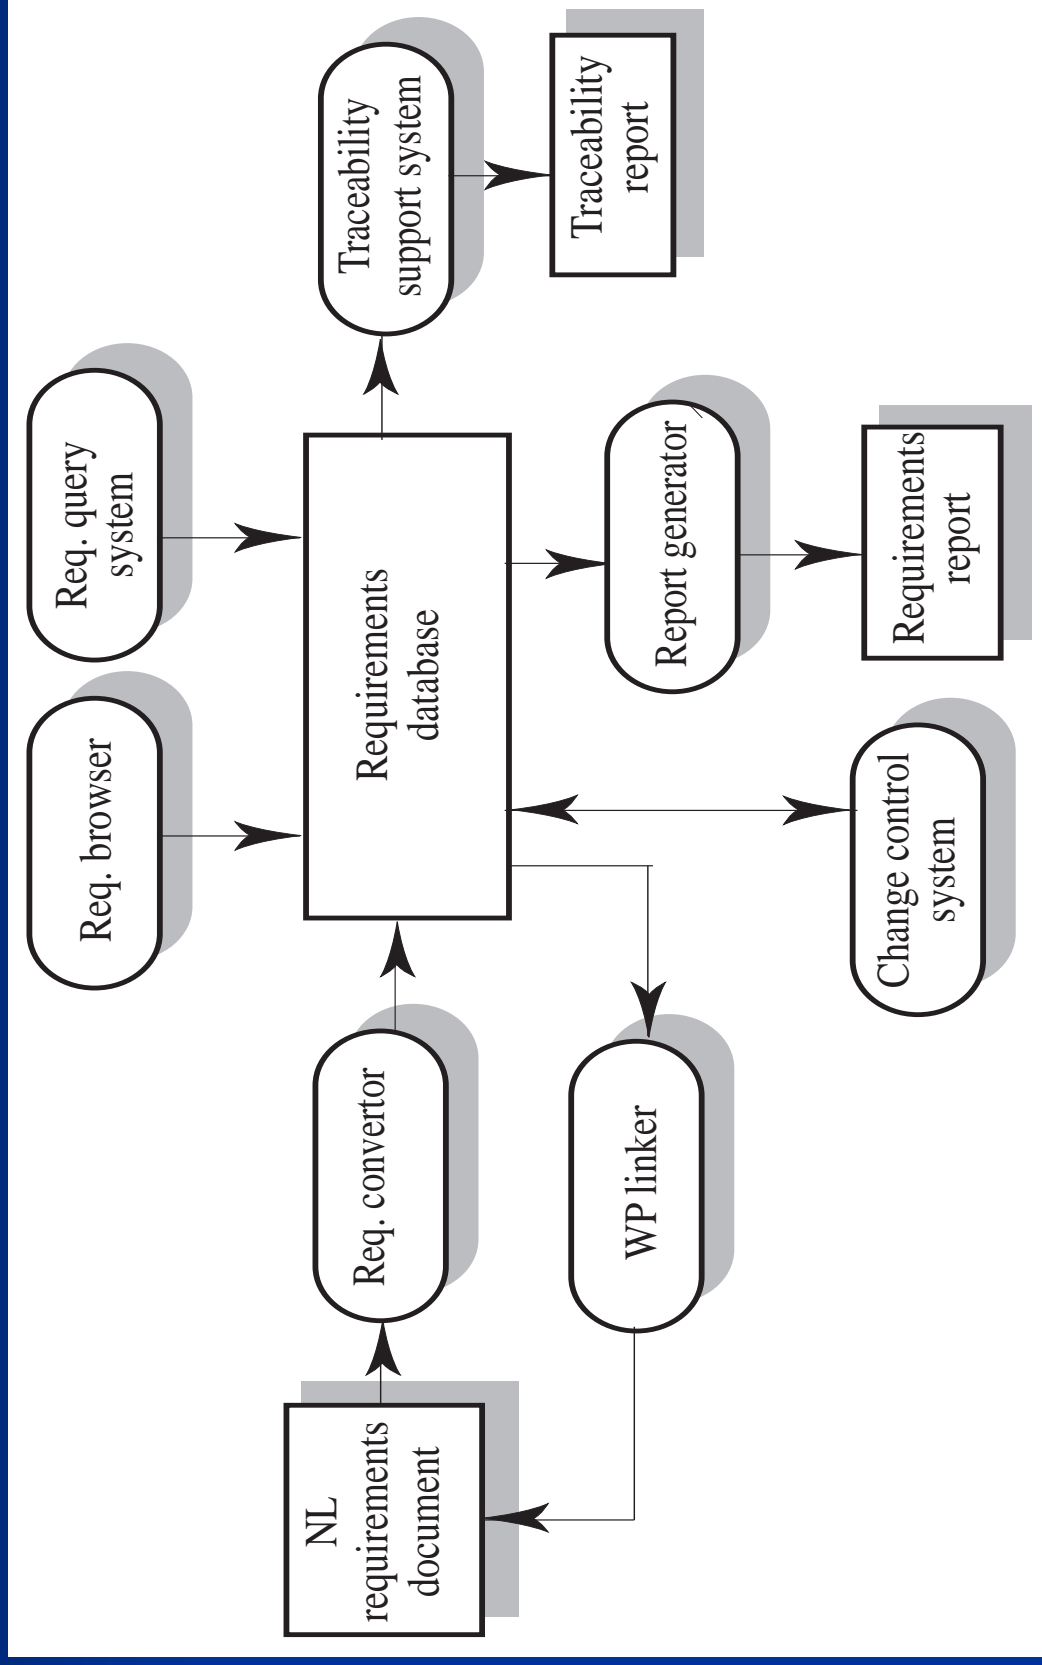 Req. browser
Req. query
system
NL
requirements
document
Req. convertor
Requirements
database
Traceability
support system
WP linker
Report generator
Traceability
report
Change control
system
Requirements
report